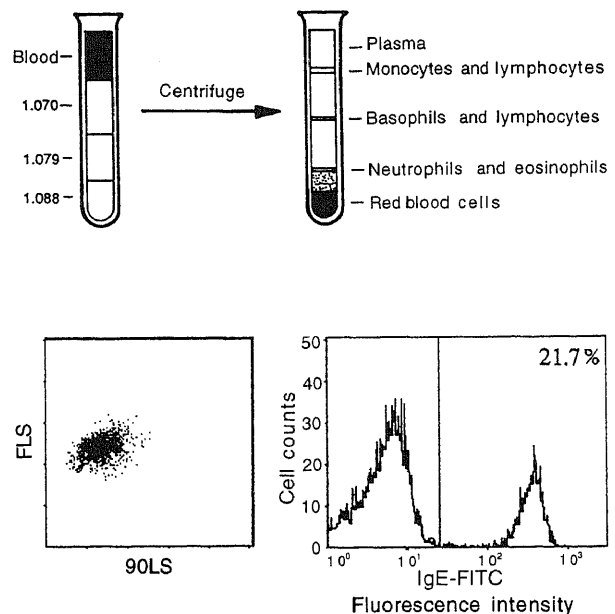 Blood
1.070
1.079
1.088
Centrifuge
Plasma
Monocytes and lymphocytes
Basophils and lymphocytes
Neutrophils and eosinophils
Red blood cells
FLS
90LS
Cell counts
50
40
30
20
10
0
21.7%
10⁰
10¹
10²
10³
IgE-FITC
Fluorescence intensity